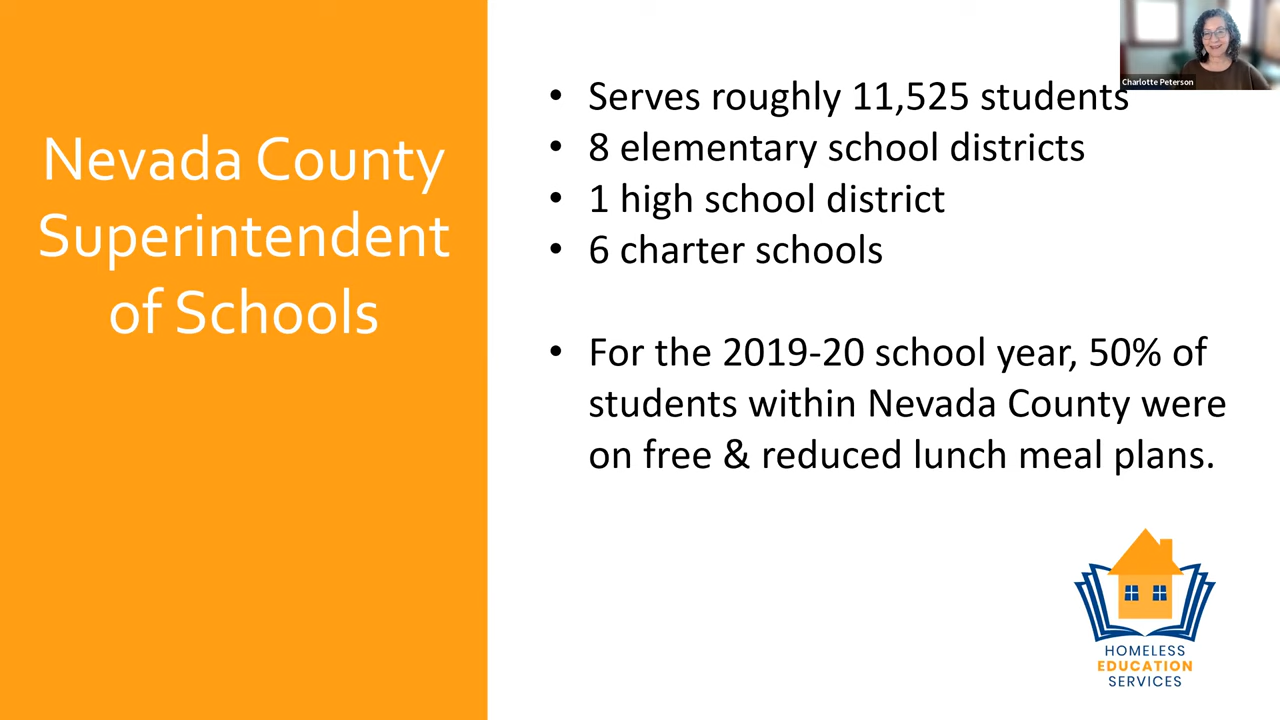 Nevada County
Superintendent
of Schools
• Serves roughly 11,525 students
• 8 elementary school districts
• 1 high school district
• 6 charter schools
• For the 2019-20 school year, 50% of
students within Nevada County were
on free & reduced lunch meal plans.
Charlotte Peterson
HOMELESS
EDUCATION
SERVICES